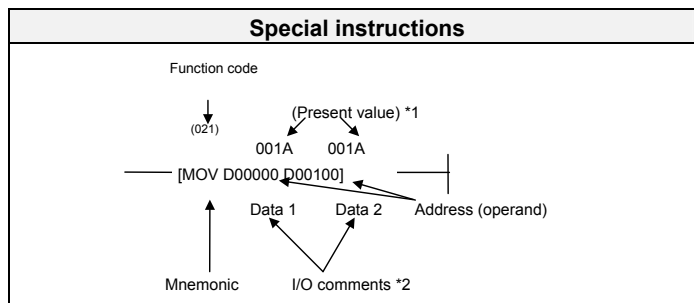 Special instructions
Function code
(Present value) *1
(021)
001A 001A
[MOV D00000 D00100]
Data 1 Data 2 Address (operand)
Mnemonic I/O comments *2